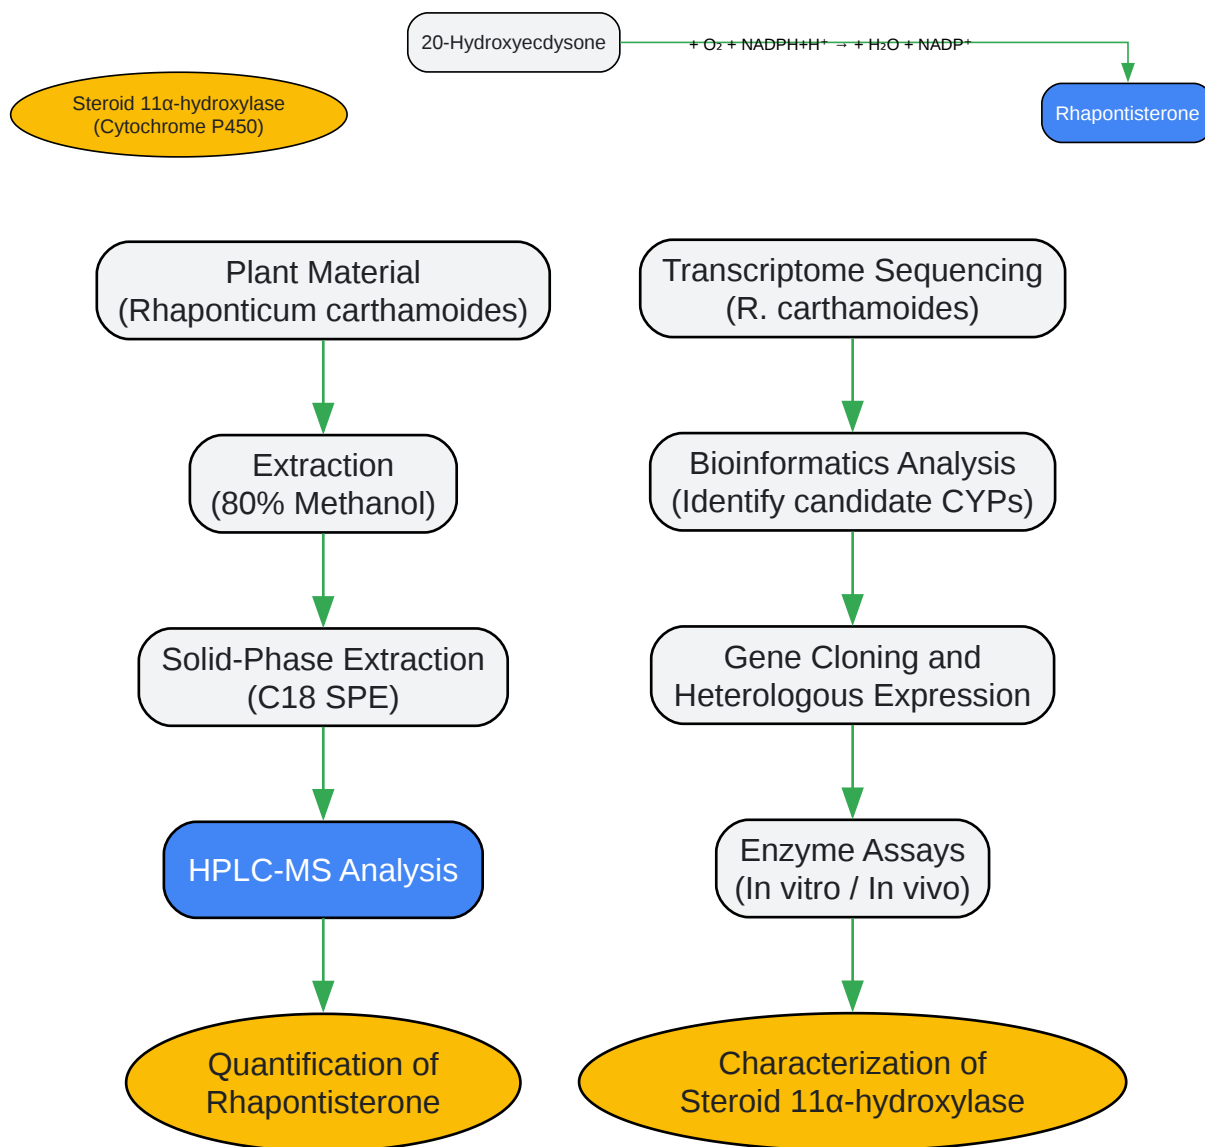 20-Hydroxyecdysone
+ O₂ + NADPH+H⁺ → + H₂O + NADP⁺
Steroid 11α-hydroxylase
(Cytochrome P450)
Rhapontisterone
Plant Material
(Rhaponticum carthamoides)
Extraction
(80% Methanol)
Solid-Phase Extraction
(C18 SPE)
HPLC-MS Analysis
Quantification of
Rhapontisterone
Transcriptome Sequencing
(R. carthamoides)
Bioinformatics Analysis
(Identify candidate CYPs)
Gene Cloning and
Heterologous Expression
Enzyme Assays
(In vitro / In vivo)
Characterization of
Steroid 11α-hydroxylase